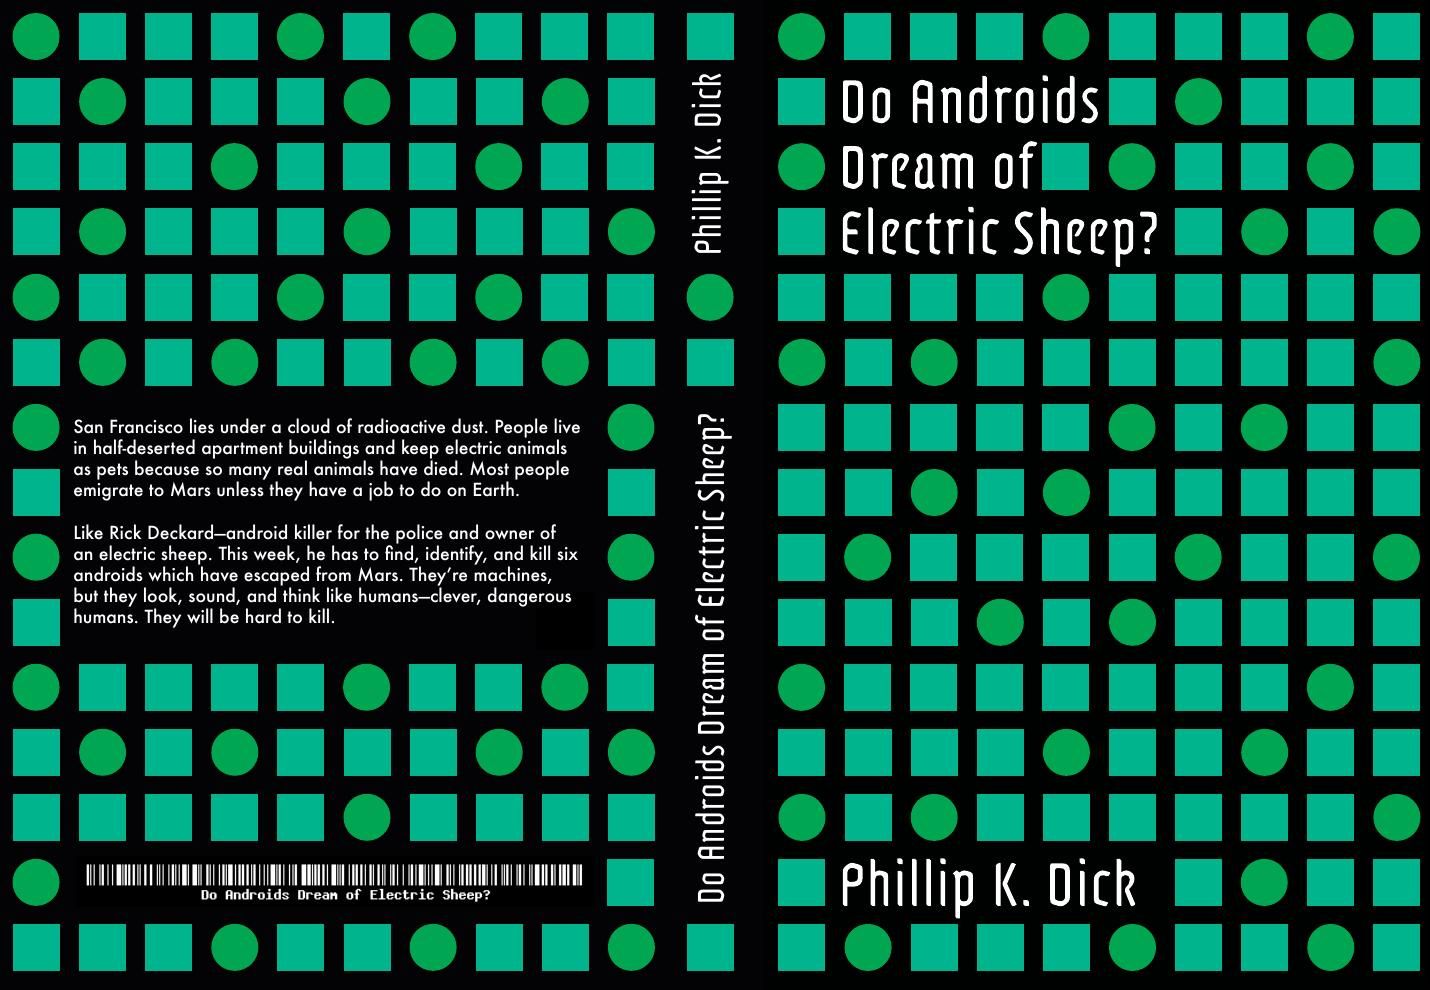 San Francisco lies under a cloud of radioactive dust. People live
in half-deserted apartment buildings and keep electric animals
as pets because so many real animals have died. Most people
emigrate to Mars unless they have a job to do on Earth.
Like Rick Deckard—android killer for the police and owner of
an electric sheep. This week, he has to find, identify, and kill six
androids which have escaped from Mars. They’re machines,
but they look, sound, and think like humans—clever, dangerous
humans. They will be hard to kill.
Do Androids Dream of Electric Sheep?
Do Androids Dream of Electric Sheep?
Phillip K. Dick
Do Androids
Dream of
Electric Sheep?
Phillip K. Dick